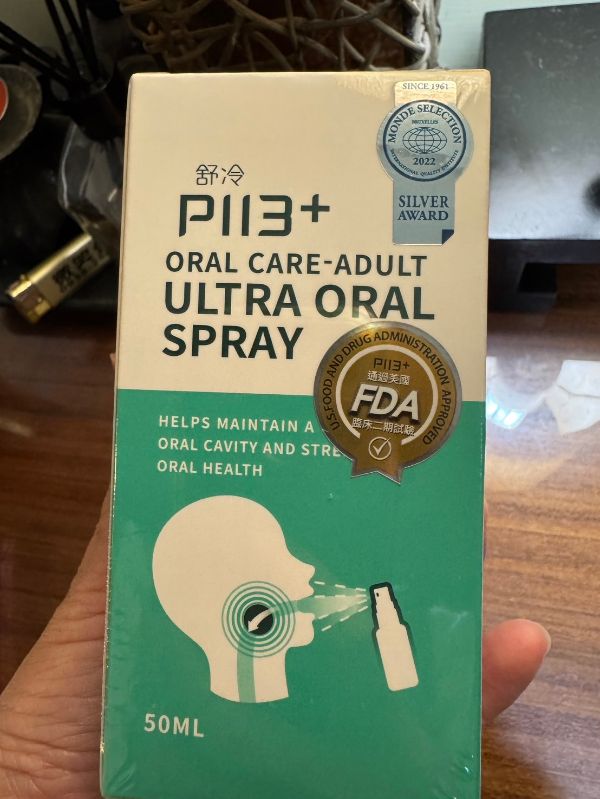 SINCE 1961
MONDE SELECTION
BRUXELLES
2022
INTERNATIONAL QUALITY INSTITUTE
SILVER
AWARD
舒冷
P113+
ORAL CARE-ADULT
ULTRA ORAL
SPRAY
U.S.FOOD AND DRUG ADMINISTRATION APPROVED
P113+
通過美國
FDA
臨床二期試驗
HELPS MAINTAIN A
ORAL CAVITY AND STRE
ORAL HEALTH
50ML